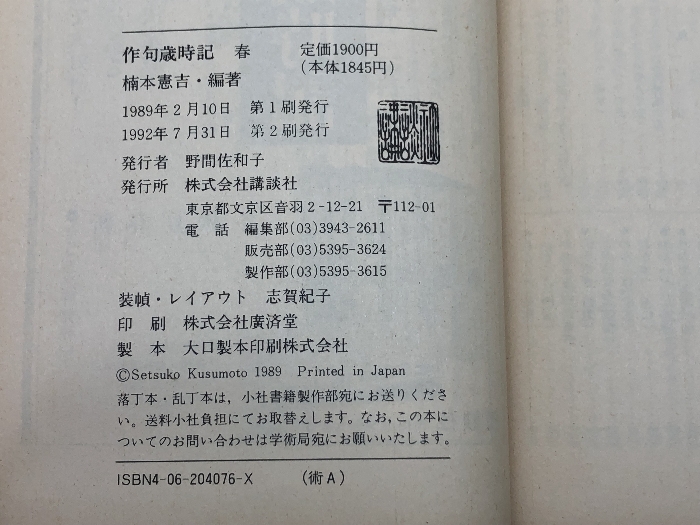 作句歳時記 春 定価1900円
(本体1845円)
楠本憲吉・編著
1989年2月10日 第1刷発行
1992年7月31日 第2刷発行
発行者 野間佐和子
発行所 株式会社講談社
東京都文京区音羽2-12-21 〒112-01
電話 編集部(03)3943-2611
販売部(03)5395-3624
製作部(03)5395-3615
装幀・レイアウト 志賀紀子
印刷 株式会社廣済堂
製本 大口製本印刷株式会社
©Setsuko Kusumoto 1989 Printed in Japan
落丁本・乱丁本は，小社書籍製作部宛にお送りくださ
い。送料小社負担にてお取替えします。なお，この本に
ついてのお問い合わせは学術局宛にお願いいたします。
ISBN4-06-204076-X (術A)